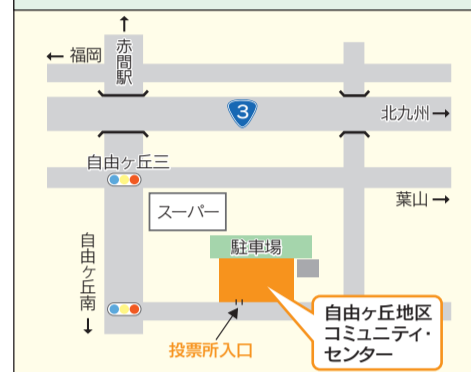 赤間駅
← 福岡
3
北九州 →
自由ヶ丘三
葉山 →
スーパー
自由ヶ丘南
駐車場
自由ヶ丘地区
コミュニティ・
センター
投票所入口